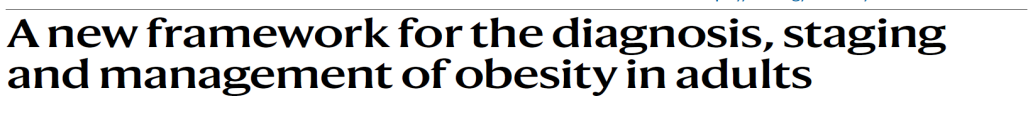 A new framework for the diagnosis, staging
and management of obesity in adults